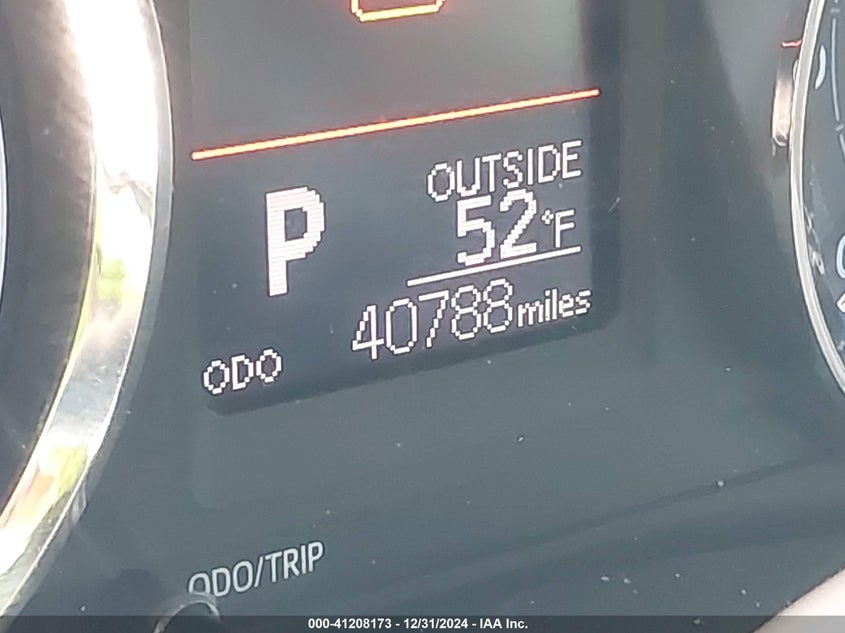 P
OUTSIDE
52°F
40788 miles
ODO
ODO/TRIP
000-41208173 - 12/31/2024 - IAA Inc.